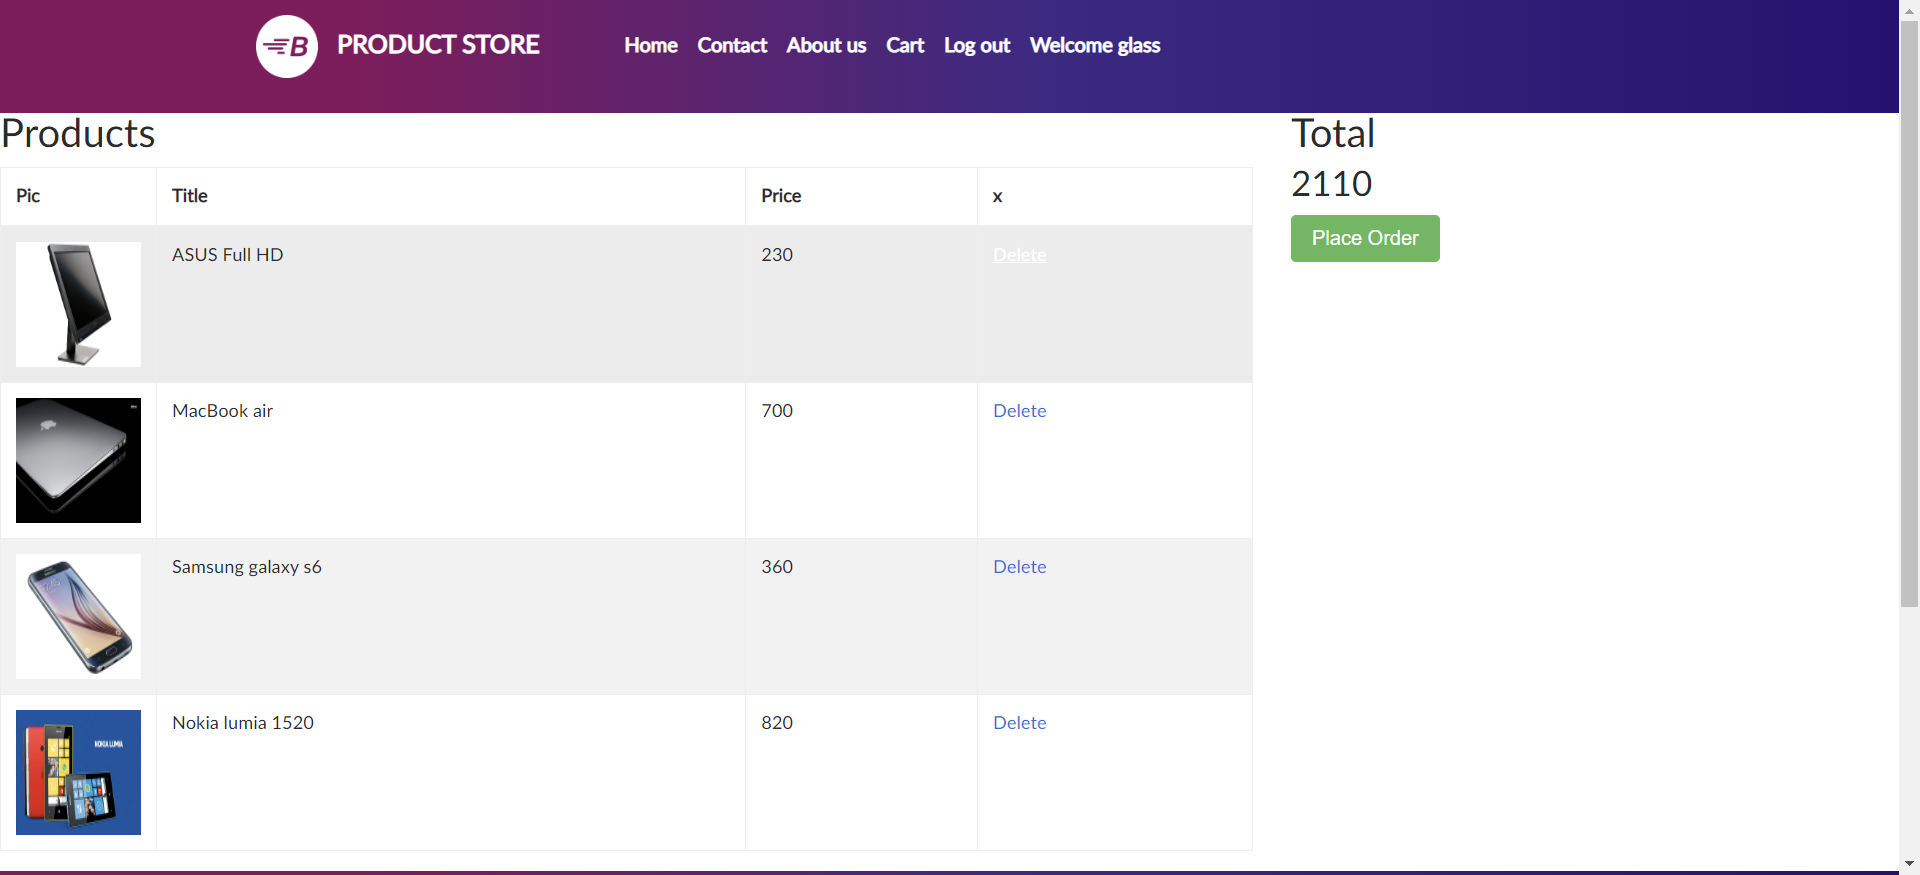 B PRODUCT STORE Home Contact About us Cart Log out Welcome glass
Products
Total
2110
Place Order
Pic Title Price x
ASUS Full HD 230 Delete
MacBook air 700 Delete
Samsung galaxy s6 360 Delete
Nokia lumia 1520 820 Delete
NOKIA LUMIA